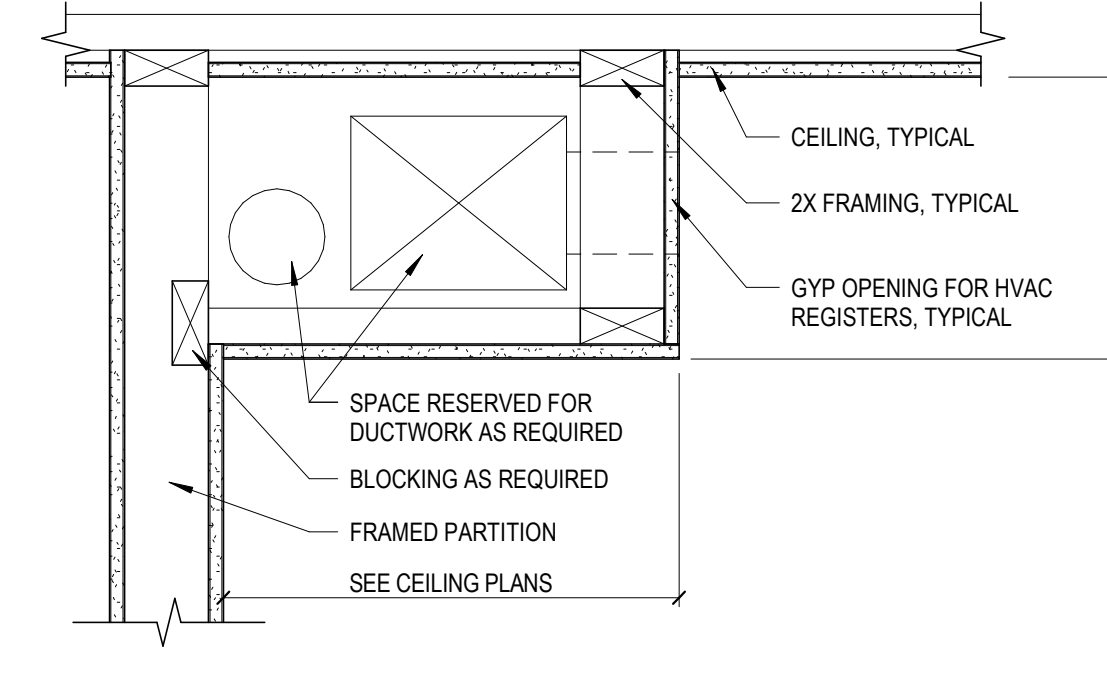 CEILING, TYPICAL
2X FRAMING, TYPICAL
GYP OPENING FOR HVAC
REGISTERS, TYPICAL
SPACE RESERVED FOR
DUCTWORK AS REQUIRED
BLOCKING AS REQUIRED
FRAMED PARTITION
SEE CEILING PLANS